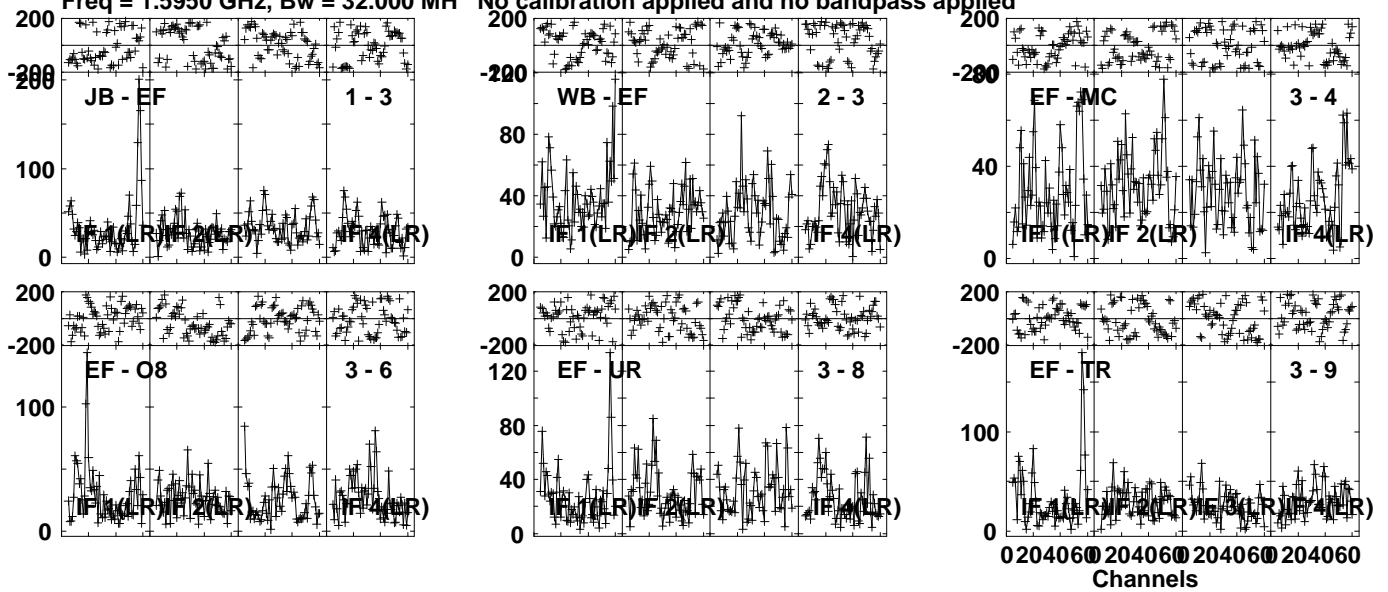 Freq = 1.5950 GHz, Bw = 32.000 MH No calibration applied and no bandpass applied
200
-200
200
100
0
JB - EF
1 - 3
IF 1(LR)
IF 2(LR)
IF 4(LR)
200
-200
120
80
40
0
WB - EF
2 - 3
IF 1(LR)
IF 2(LR)
IF 4(LR)
200
-200
80
40
0
EF - MC
3 - 4
IF 1(LR)
IF 2(LR)
IF 4(LR)
200
-200
100
0
EF - O8
3 - 6
IF 1(LR)
IF 2(LR)
IF 4(LR)
200
-200
120
80
40
0
EF - UR
3 - 8
IF 1(LR)
IF 2(LR)
IF 4(LR)
200
-200
100
0
EF - TR
3 - 9
IF 1(LR)
IF 2(LR)
IF 3(LR)
IF 4(LR)
0 20 40 60 0 20 40 60 0 20 40 60 0 20 40 60
Channels